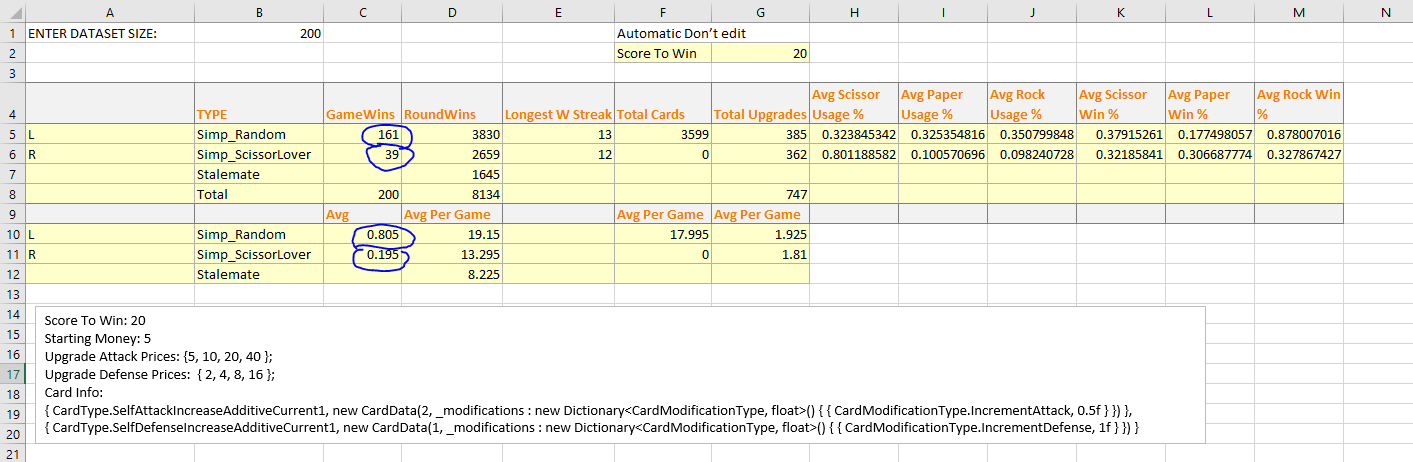 A B C D E F G H I J K L M N
1 ENTER DATASET SIZE: 200 Automatic Don't edit
2 Score To Win 20
3
4 TYPE GameWins RoundWins Longest W Streak Total Cards Total Upgrades Avg Scissor Usage % Avg Paper Usage % Avg Rock Usage % Avg Scissor Win % Avg Paper Win % Avg Rock Win %
5 L Simp_Random 161 3830 13 3599 385 0.323845342 0.325354816 0.350799848 0.37915261 0.177498057 0.878007016
6 R Simp_ScissorLover 39 2659 12 0 362 0.801188582 0.100570696 0.098240728 0.32185841 0.306687774 0.327867427
7 Stalemate 1645
8 Total 200 8134 747
9 Avg Avg Per Game Avg Per Game Avg Per Game
10 L Simp_Random 0.805 19.15 17.995 1.925
11 R Simp_ScissorLover 0.195 13.295 0 1.81
12 Stalemate 8.225
13
14 Score To Win: 20
15 Starting Money: 5
16 Upgrade Attack Prices: {5, 10, 20, 40 };
17 Upgrade Defense Prices: { 2, 4, 8, 16 };
18 Card Info:
19 { CardType.SelfAttackIncreaseAdditiveCurrent1, new CardData(2, _modifications : new Dictionary<CardModificationType, float>() { { CardModificationType.IncrementAttack, 0.5f } }) },
20 { CardType.SelfDefenseIncreaseAdditiveCurrent1, new CardData(1, _modifications : new Dictionary<CardModificationType, float>() { { CardModificationType.IncrementDefense, 1f } }) }
21